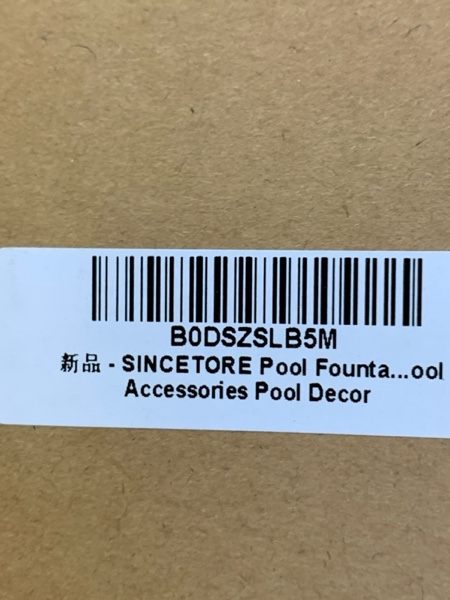 B0DSZSLB5M
新品 - SINCETORE Pool Founta...ool
Accessories Pool Decor